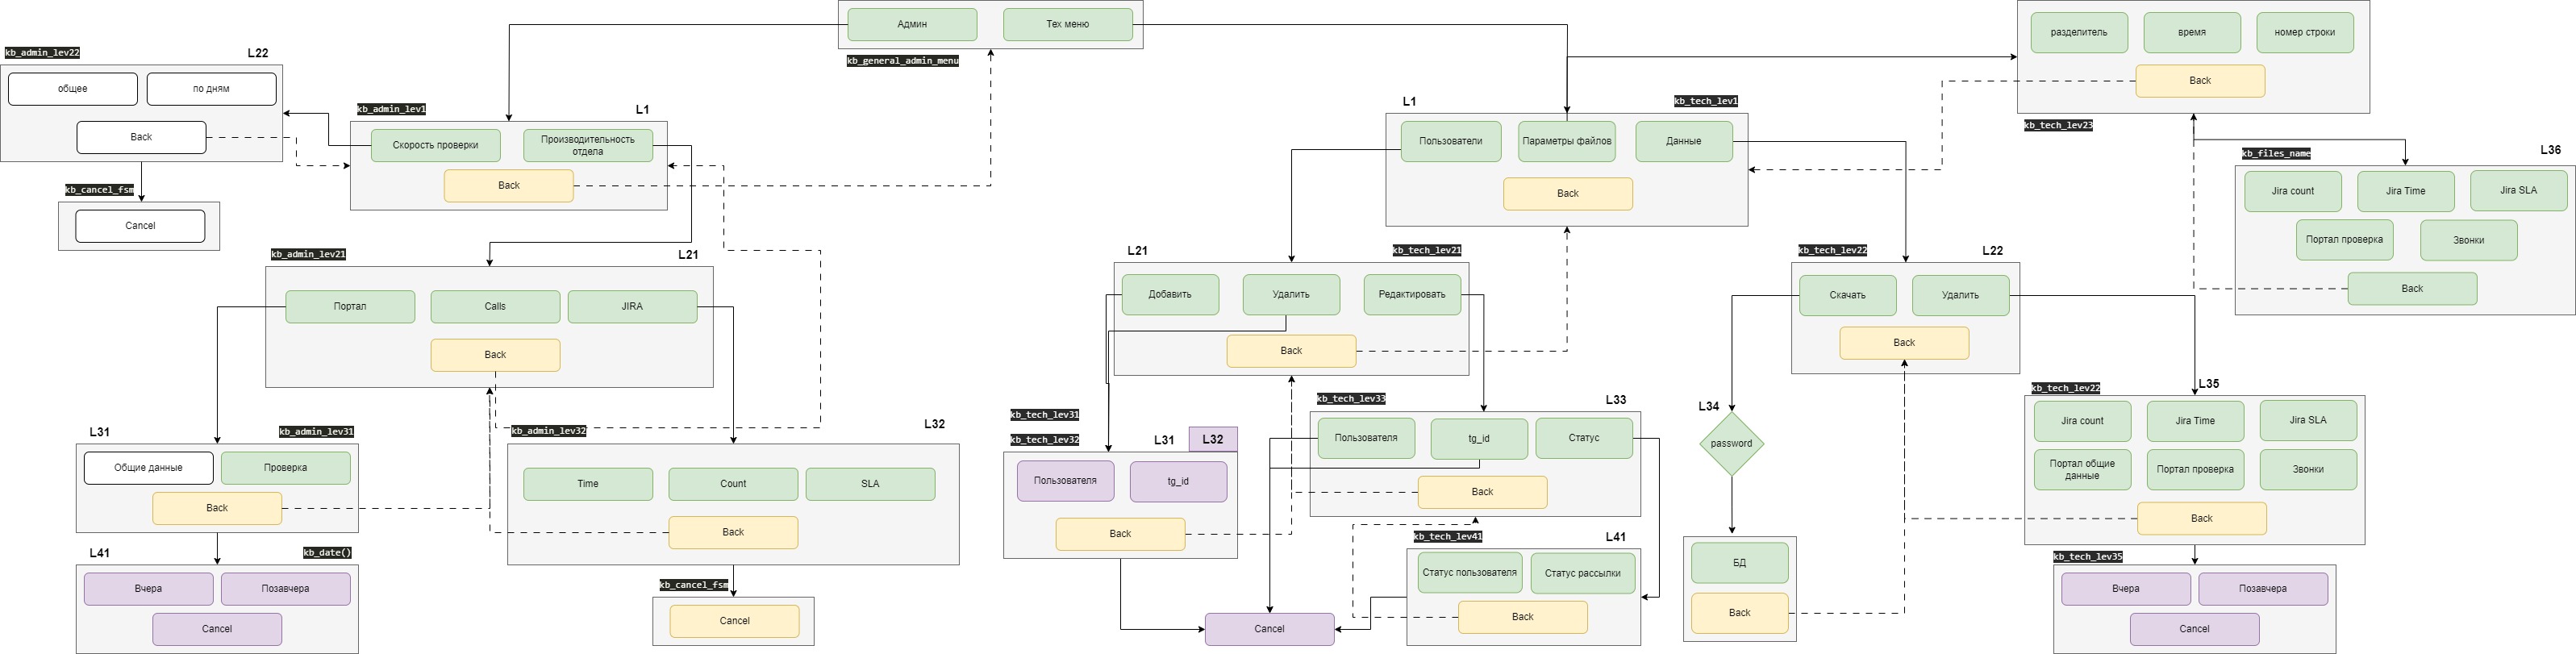 Админ
Тех меню
kb_general_admin_menu
kb_admin_lev22
L22
общее
по дням
Back
kb_cancel_fsm
Cancel
kb_admin_lev1
L1
Скорость проверки
Производительность
отдела
Back
kb_admin_lev21
L21
Портал
Calls
JIRA
Back
L31
kb_admin_lev31
Общие данные
Проверка
Back
L41
kb_date()
Вчера
Позавчера
Cancel
kb_admin_lev32
L32
Time
Count
SLA
Back
kb_cancel_fsm
Cancel
L1
kb_tech_lev1
Пользователи
Параметры файлов
Данные
Back
L21
kb_tech_lev21
Добавить
Удалить
Редактировать
Back
kb_tech_lev31
kb_tech_lev32
L31
L32
Пользователя
tg_id
Back
kb_tech_lev33
L33
Пользователя
tg_id
Статус
Back
kb_tech_lev41
L41
Статус пользователя
Статус рассылки
Back
Cancel
kb_tech_lev22
L22
Скачать
Удалить
Back
L34
password
БД
Back
kb_tech_lev22
L35
Jira count
Jira Time
Jira SLA
Портал общие
данные
Портал проверка
Звонки
Back
kb_tech_lev35
Вчера
Позавчера
Cancel
разделитель
время
номер строки
Back
kb_tech_lev23
kb_files_name
L36
Jira count
Jira Time
Jira SLA
Портал проверка
Звонки
Back